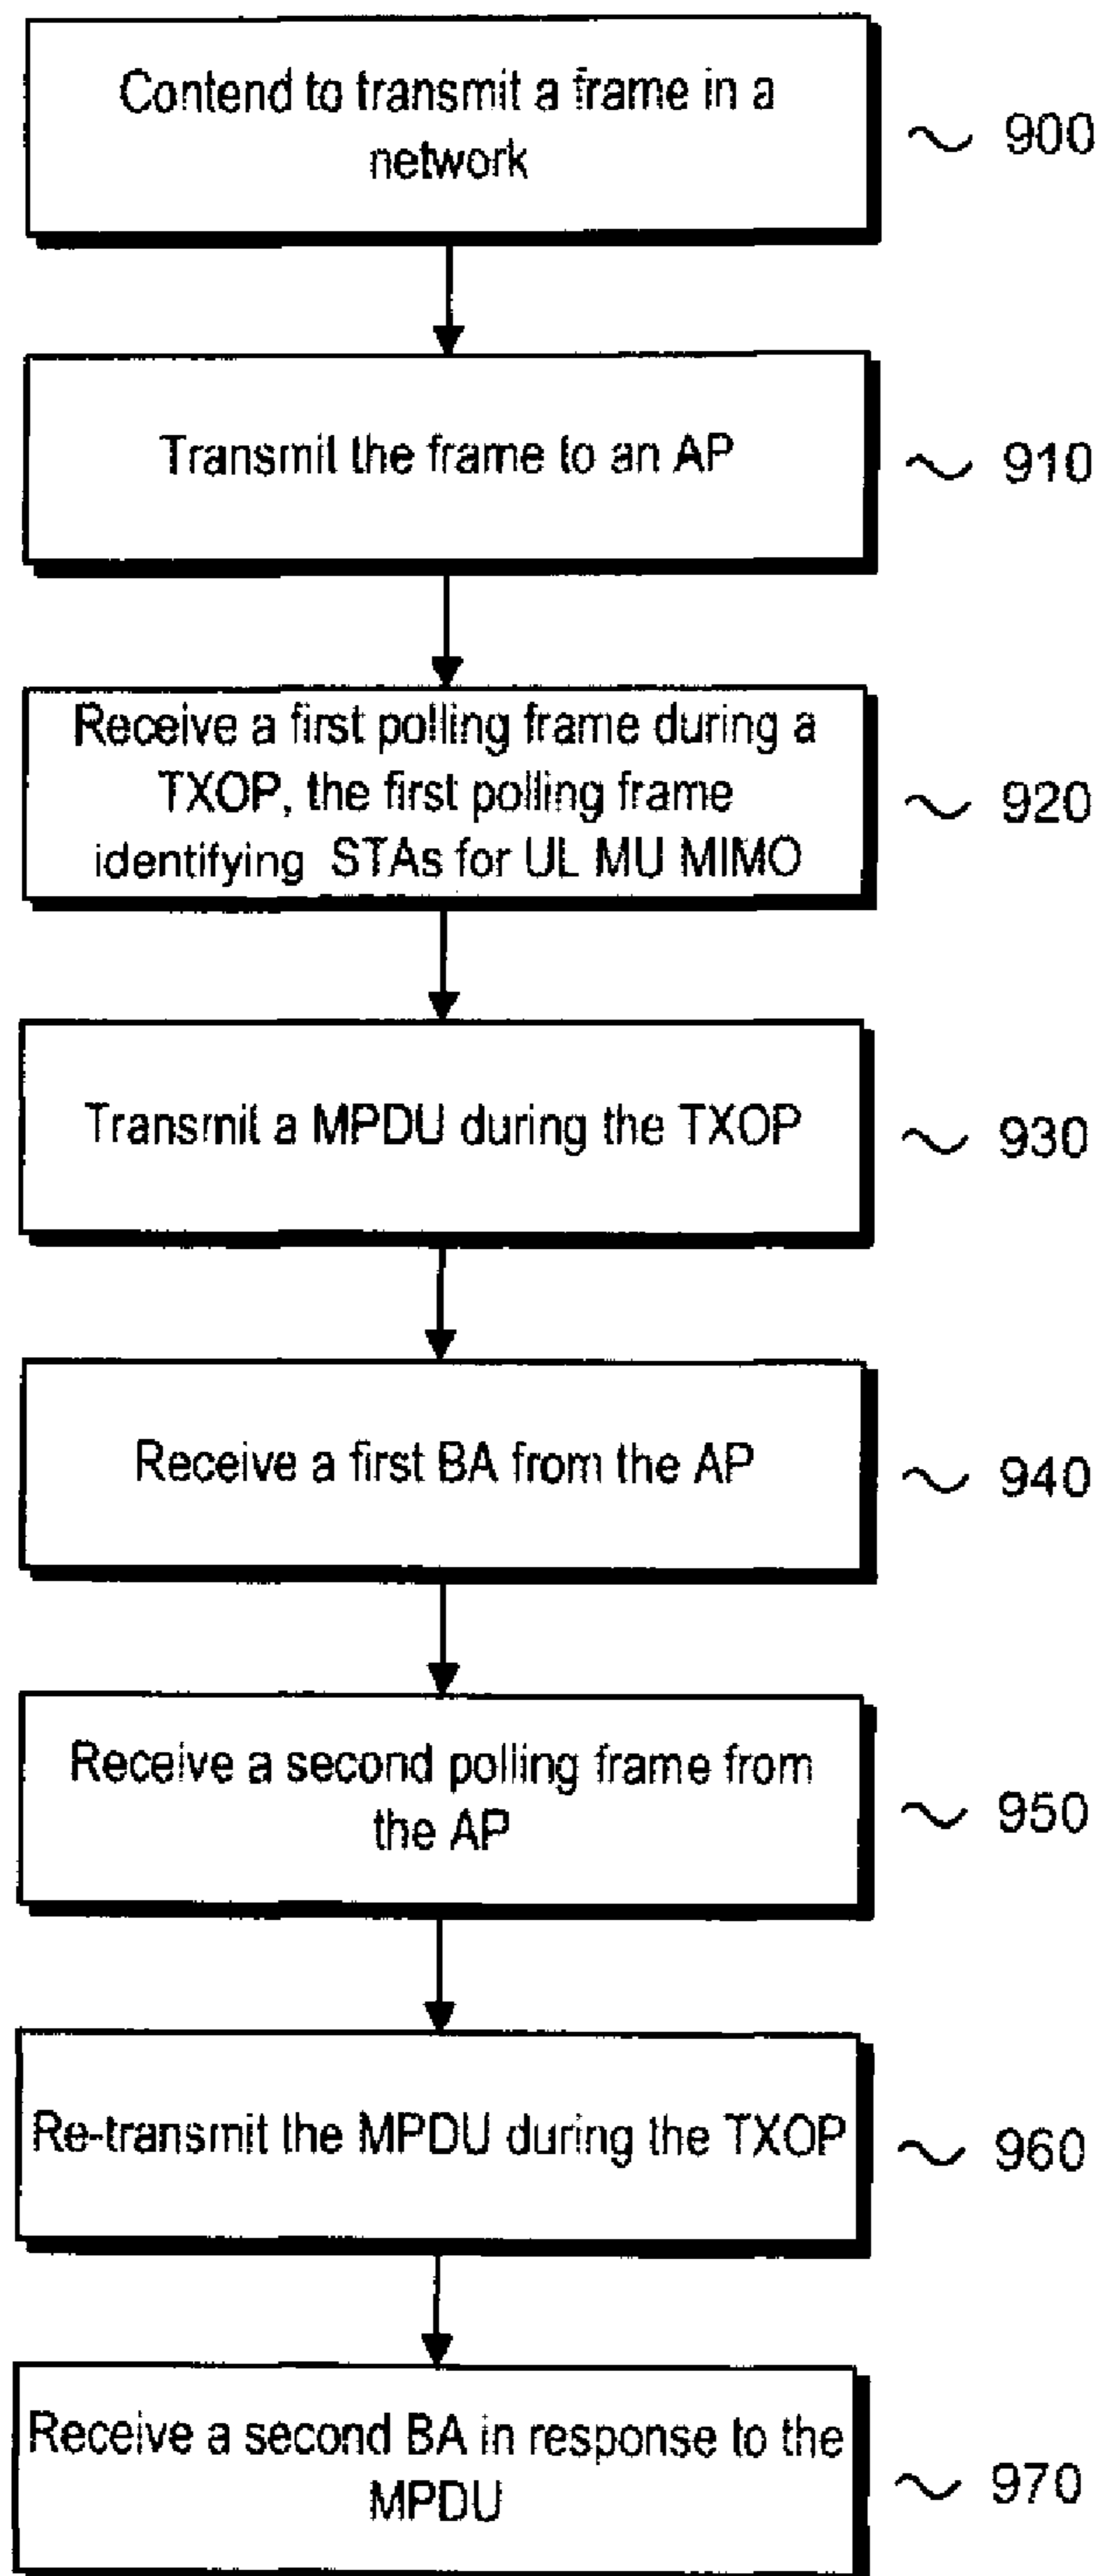 Contend to transmit a frame in a
network
900
Transmit the frame to an AP
910
Receive a first polling frame during a
TXOP, the first polling frame
identifying STAs for UL MU MIMO
920
Transmit a MPDU during the TXOP
930
Receive a first BA from the AP
940
Receive a second polling frame from
the AP
950
Re-transmit the MPDU during the TXOP
960
Receive a second BA in response to the
MPDU
970